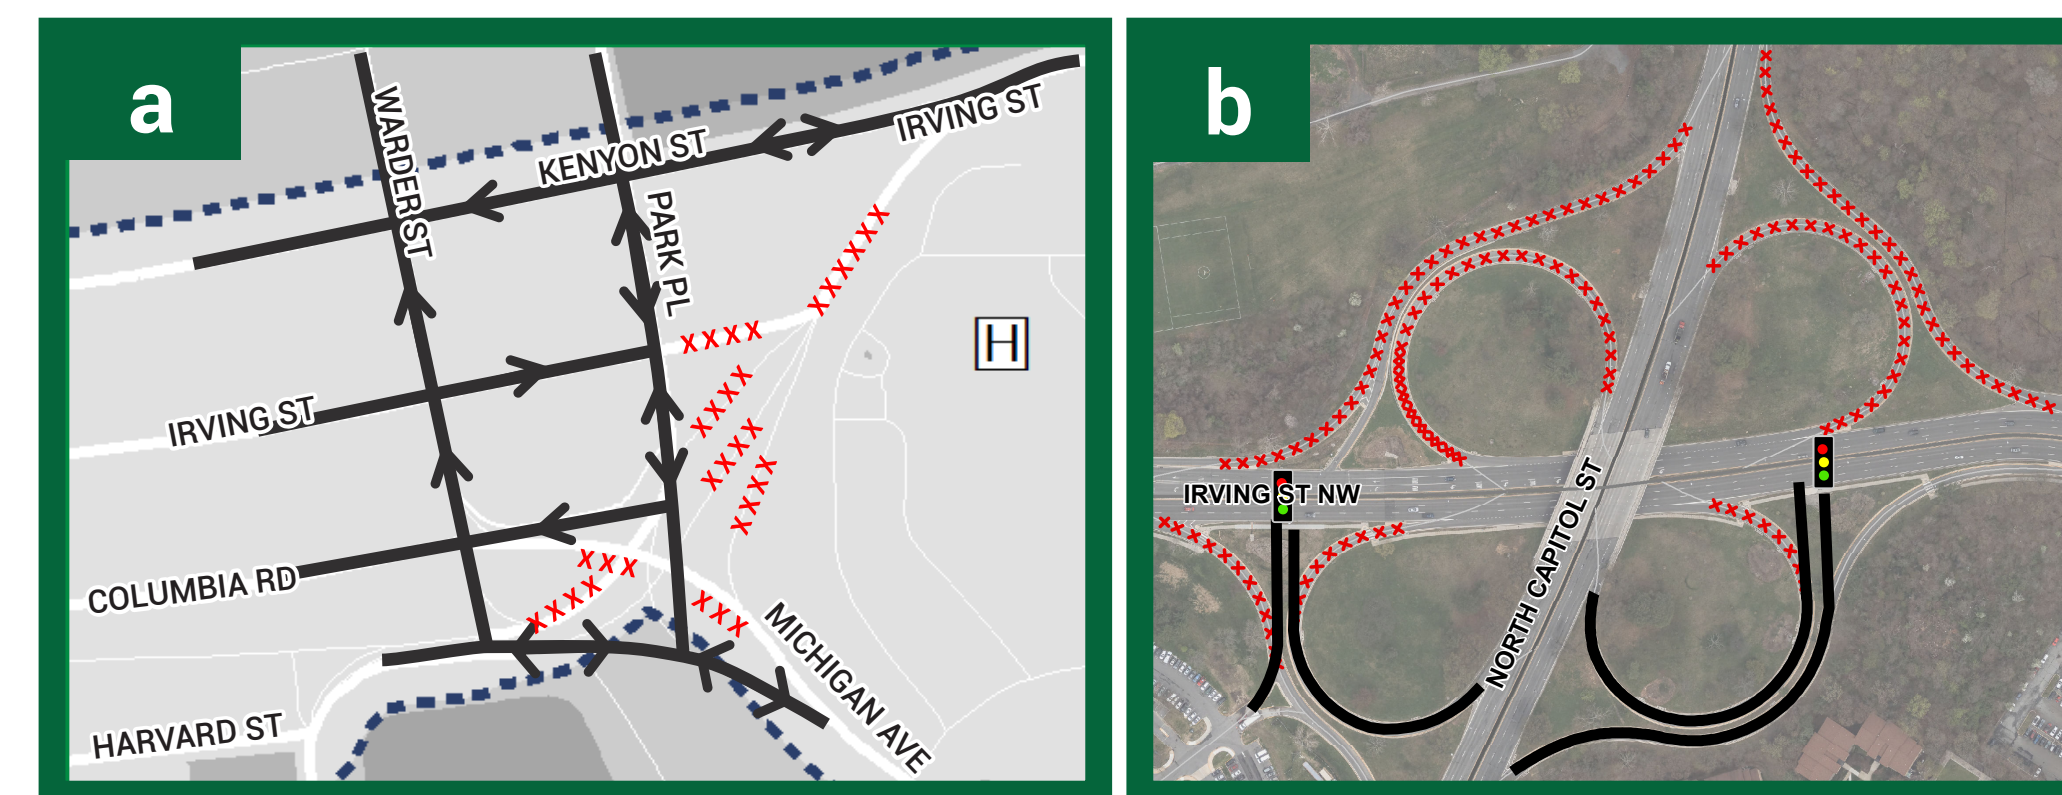 a
WARDER ST
KENYON ST
IRVING ST
PARK PL
H
IRVING ST
COLUMBIA RD
MICHIGAN AVE
HARVARD ST
b
IRVING ST NW
NORTH CAPITOL ST